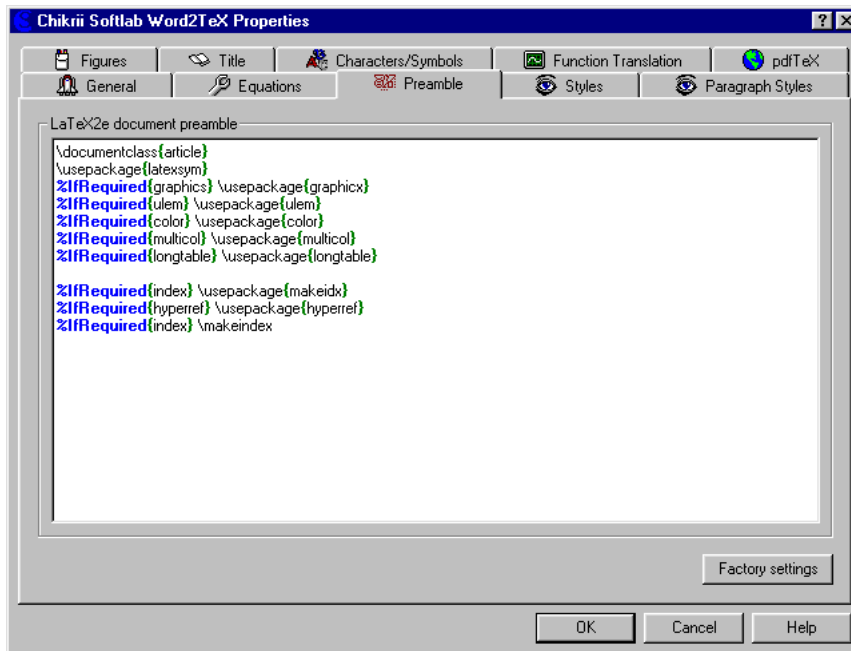 Chikrii Softlab Word2TeX Properties
Figures Title Characters/Symbols Function Translation pdfTeX
General Equations Preamble Styles Paragraph Styles
LaTeX2e document preamble
\documentclass{article}
\usepackage{latexsym}
%IfRequired{graphics} \usepackage{graphicx}
%IfRequired{ulem} \usepackage{ulem}
%IfRequired{color} \usepackage{color}
%IfRequired{multicol} \usepackage{multicol}
%IfRequired{longtable} \usepackage{longtable}
%IfRequired{index} \usepackage{makeidx}
%IfRequired{hyperref} \usepackage{hyperref}
%IfRequired{index} \makeindex
Factory settings
OK Cancel Help